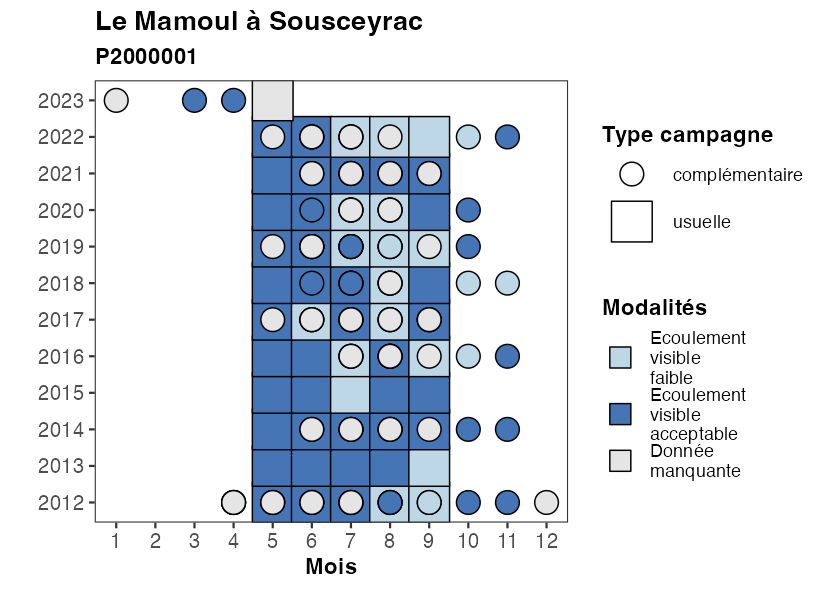 Le Mamoul à Sousceyrac
P2000001
2023
2022
2021
2020
2019
2018
2017
2016
2015
2014
2013
2012
1 2 3 4 5 6 7 8 9 10 11 12
Mois
Type campagne
complémentaire
usuelle
Modalités
Ecoulement
visible
faible
Ecoulement
visible
acceptable
Donnée
manquante